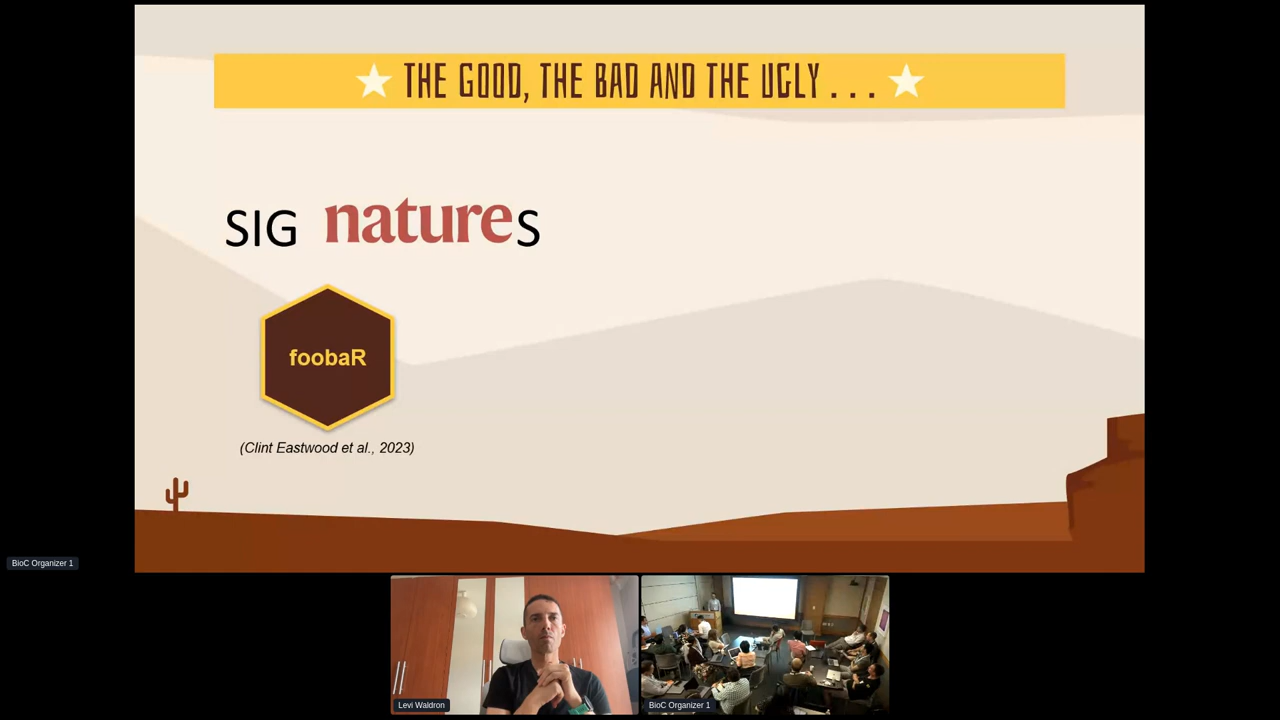 THE GOOD, THE BAD AND THE UGLY . . .
SIG natureS
foobaR
(Clint Eastwood et al., 2023)
BioC Organizer 1
Levi Waldron
BioC Organizer 1